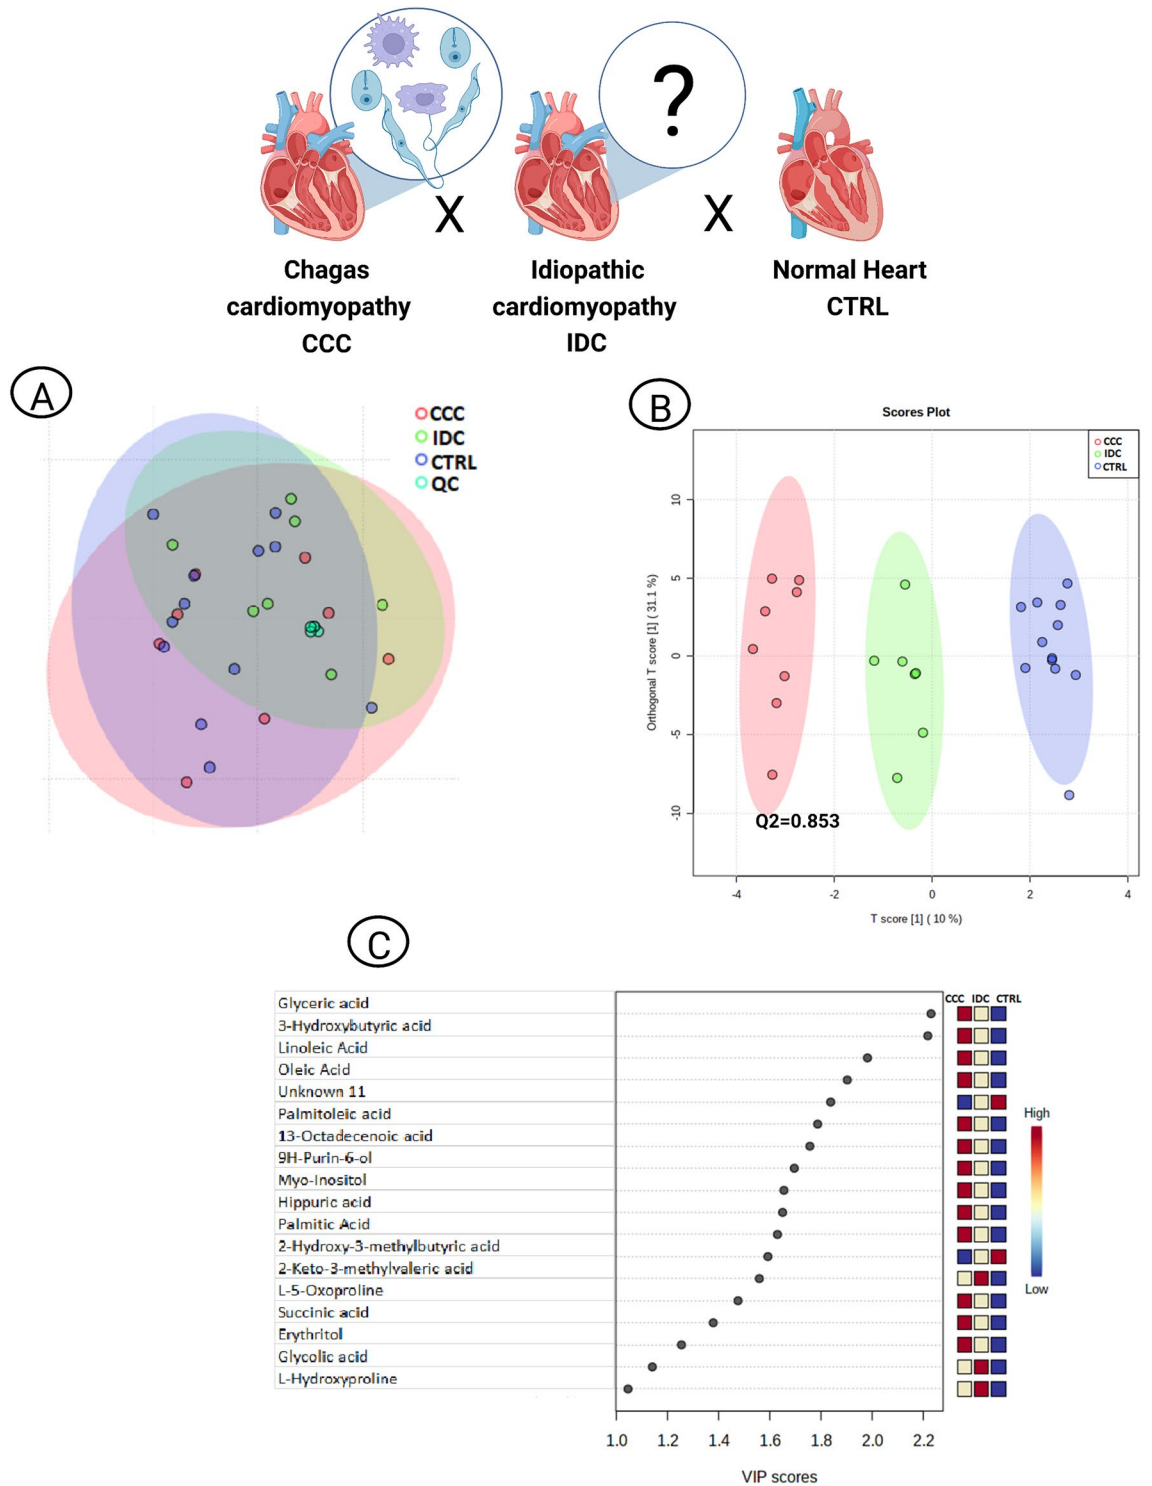 ?
X
X
Chagas
cardiomyopathy
CCC
Idiopathic
cardiomyopathy
IDC
Normal Heart
CTRL
A
CCC
IDC
CTRL
QC
B
Scores Plot
CCC
IDC
CTRL
Orthogonal T score [1] ( 31.1 %)
10
5
0
-5
-10
Q2=0.853
-4 -2 0 2 4
T score [1] ( 10 %)
C
CCC IDC CTRL
Glyceric acid
3-Hydroxybutyric acid
Linoleic Acid
Oleic Acid
Unknown 11
Palmitoleic acid
13-Octadecenoic acid
9H-Purin-6-ol
Myo-Inositol
Hippuric acid
Palmitic Acid
2-Hydroxy-3-methylbutyric acid
2-Keto-3-methylvaleric acid
L-5-Oxoproline
Succinic acid
Erythritol
Glycolic acid
L-Hydroxyproline
High
Low
1.0 1.2 1.4 1.6 1.8 2.0 2.2
VIP scores